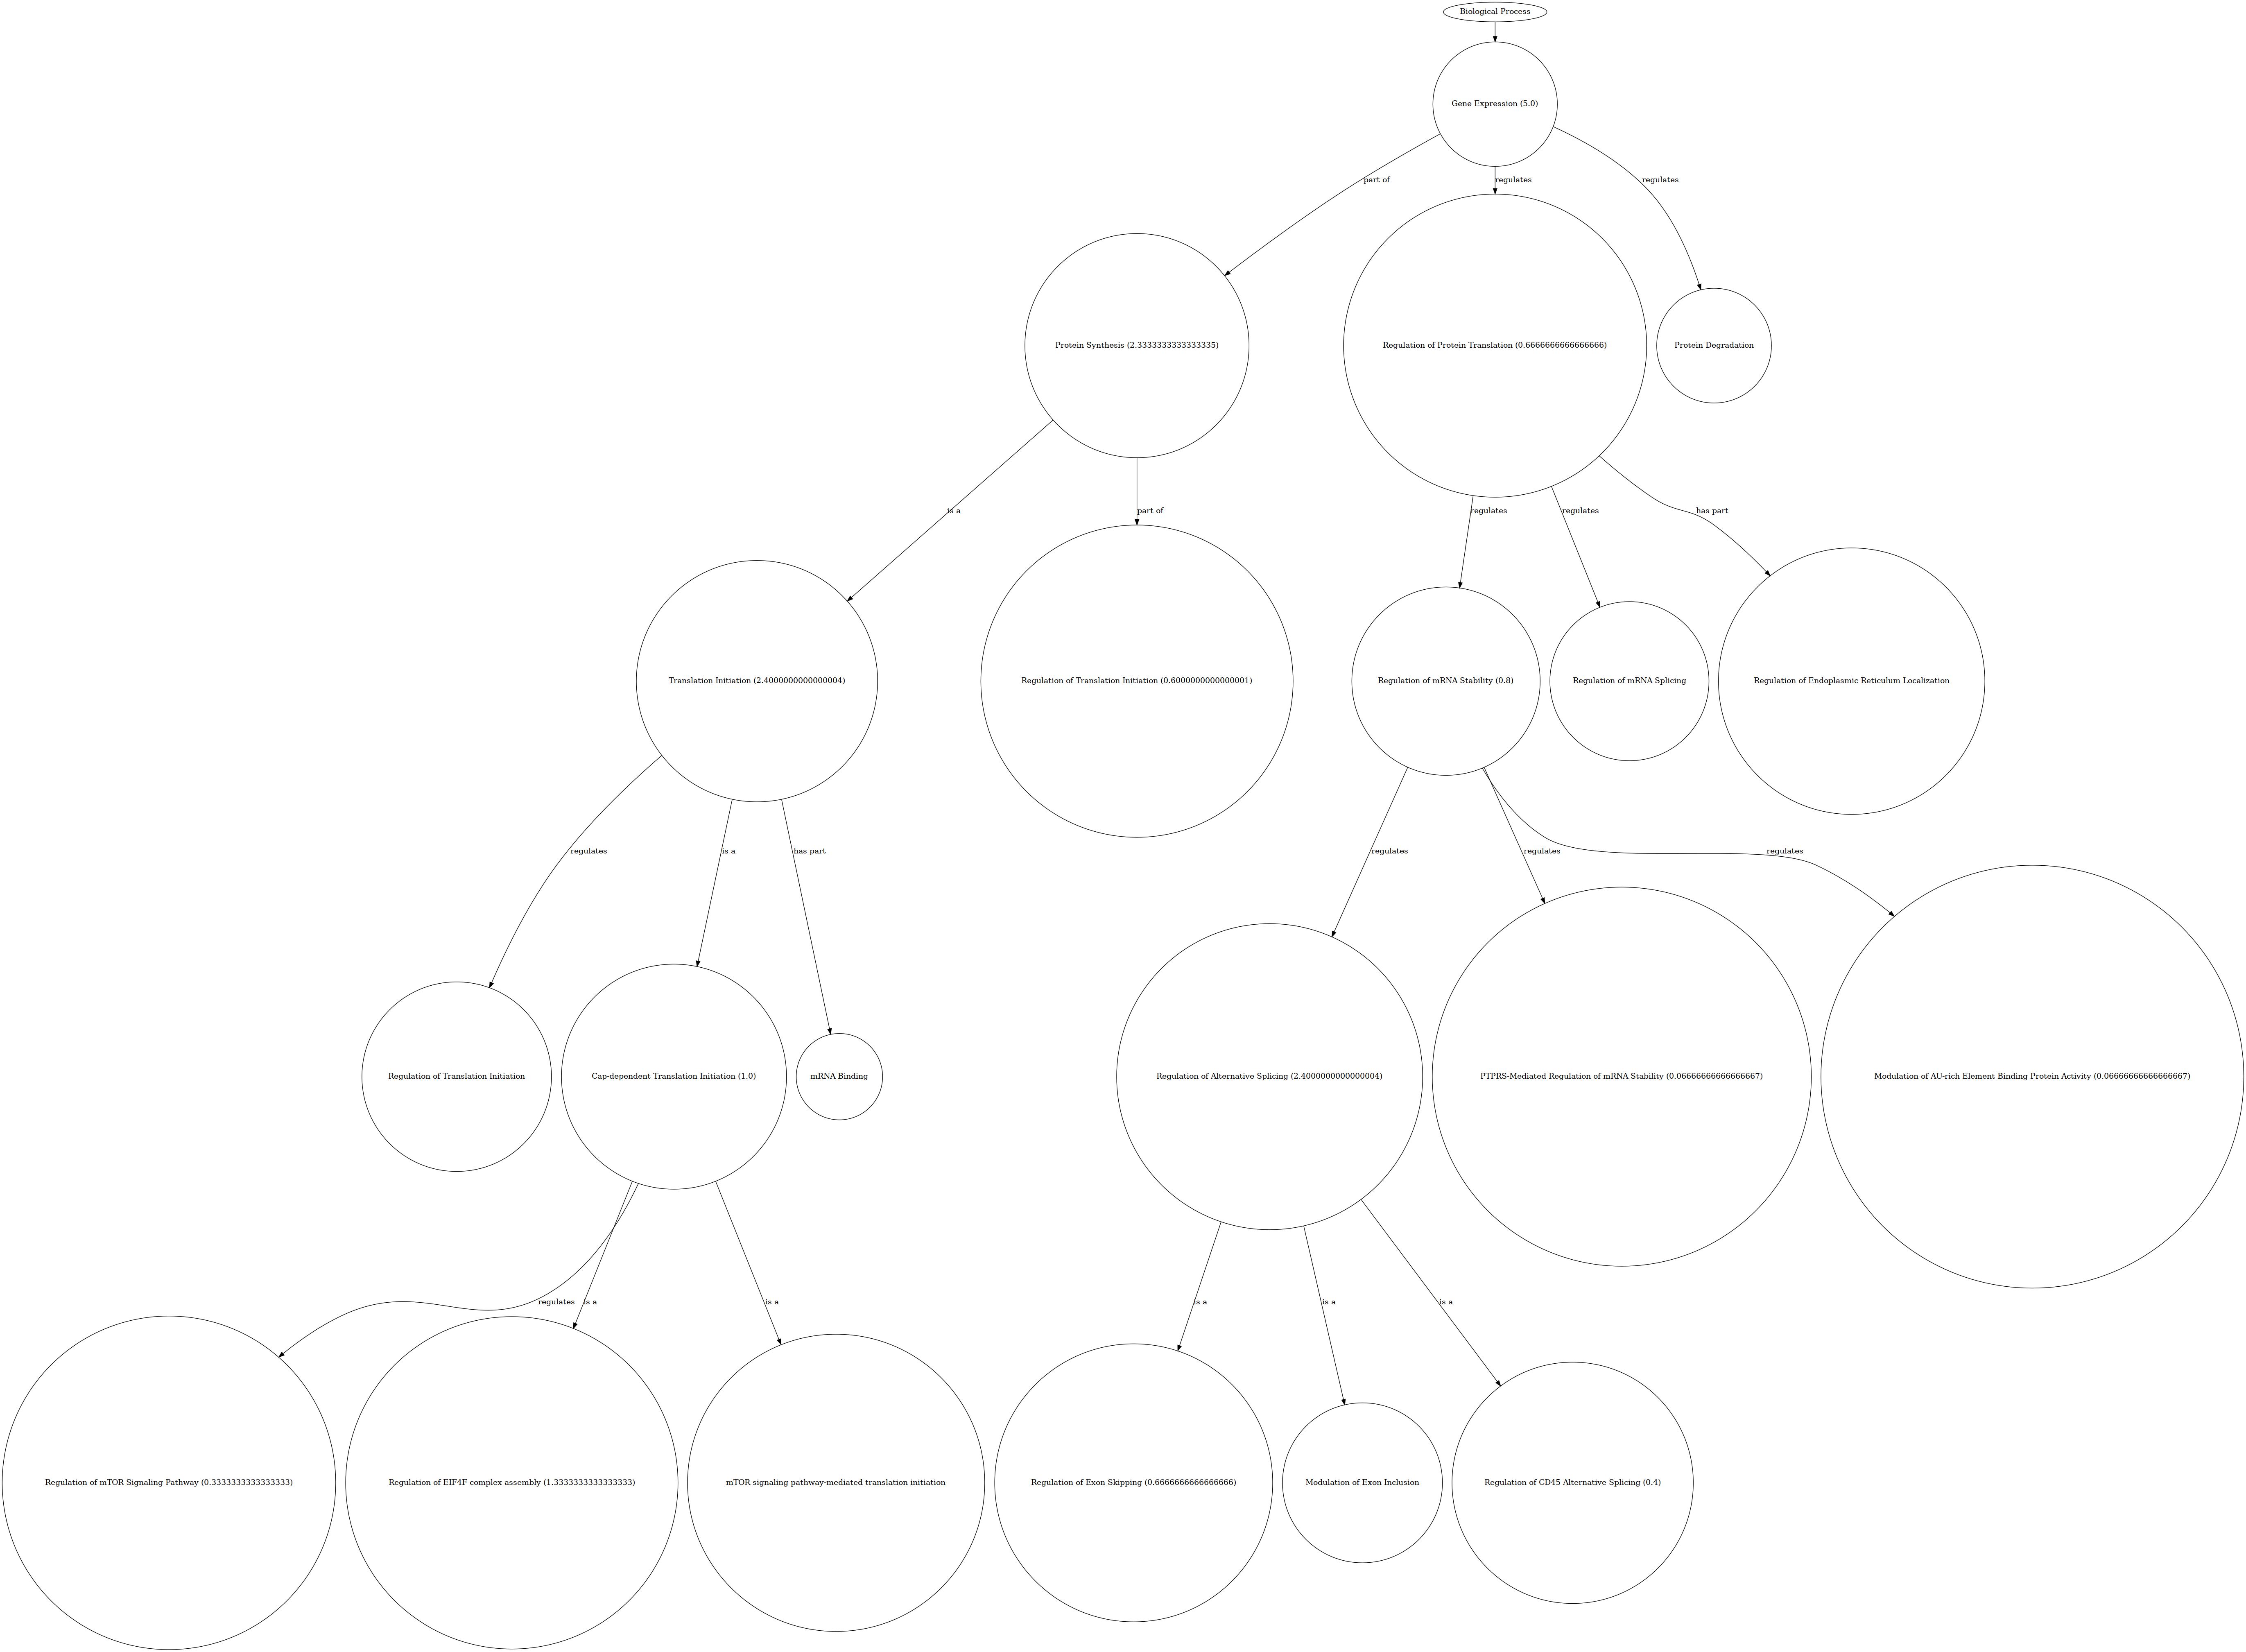 Biological Process
Gene Expression (5.0)
part of
regulates
regulates
Protein Synthesis (2.3333333333333335)
Regulation of Protein Translation (0.6666666666666666)
Protein Degradation
is a
part of
regulates
regulates
has part
Translation Initiation (2.4000000000000004)
Regulation of Translation Initiation (0.6000000000000001)
Regulation of mRNA Stability (0.8)
Regulation of mRNA Splicing
Regulation of Endoplasmic Reticulum Localization
regulates
is a
has part
regulates
regulates
regulates
Regulation of Translation Initiation
Cap-dependent Translation Initiation (1.0)
mRNA Binding
Regulation of Alternative Splicing (2.4000000000000004)
PTPRS-Mediated Regulation of mRNA Stability (0.06666666666666667)
Modulation of AU-rich Element Binding Protein Activity (0.06666666666666667)
regulates
is a
is a
is a
is a
is a
Regulation of mTOR Signaling Pathway (0.3333333333333333)
Regulation of EIF4F complex assembly (1.3333333333333333)
mTOR signaling pathway-mediated translation initiation
Regulation of Exon Skipping (0.6666666666666666)
Modulation of Exon Inclusion
Regulation of CD45 Alternative Splicing (0.4)